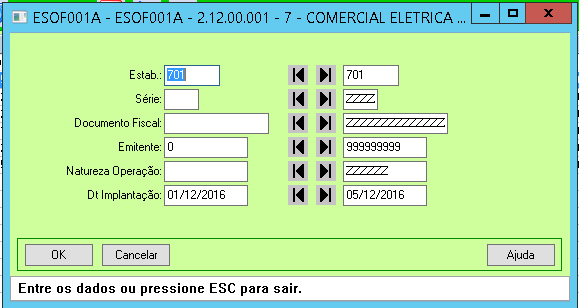 ESOF001A - ESOF001A - 2.12.00.001 - 7 - COMERCIAL ELETRICA ...
Estab.: 701 701
Série: ZZZZ
Documento Fiscal: ZZZZZZZZZZZZZZZZ
Emitente: 0 999999999
Natureza Operação: ZZZZZZ
Dt Implantação: 01/12/2016 05/12/2016
OK Cancelar Ajuda
Entre os dados ou pressione ESC para sair.